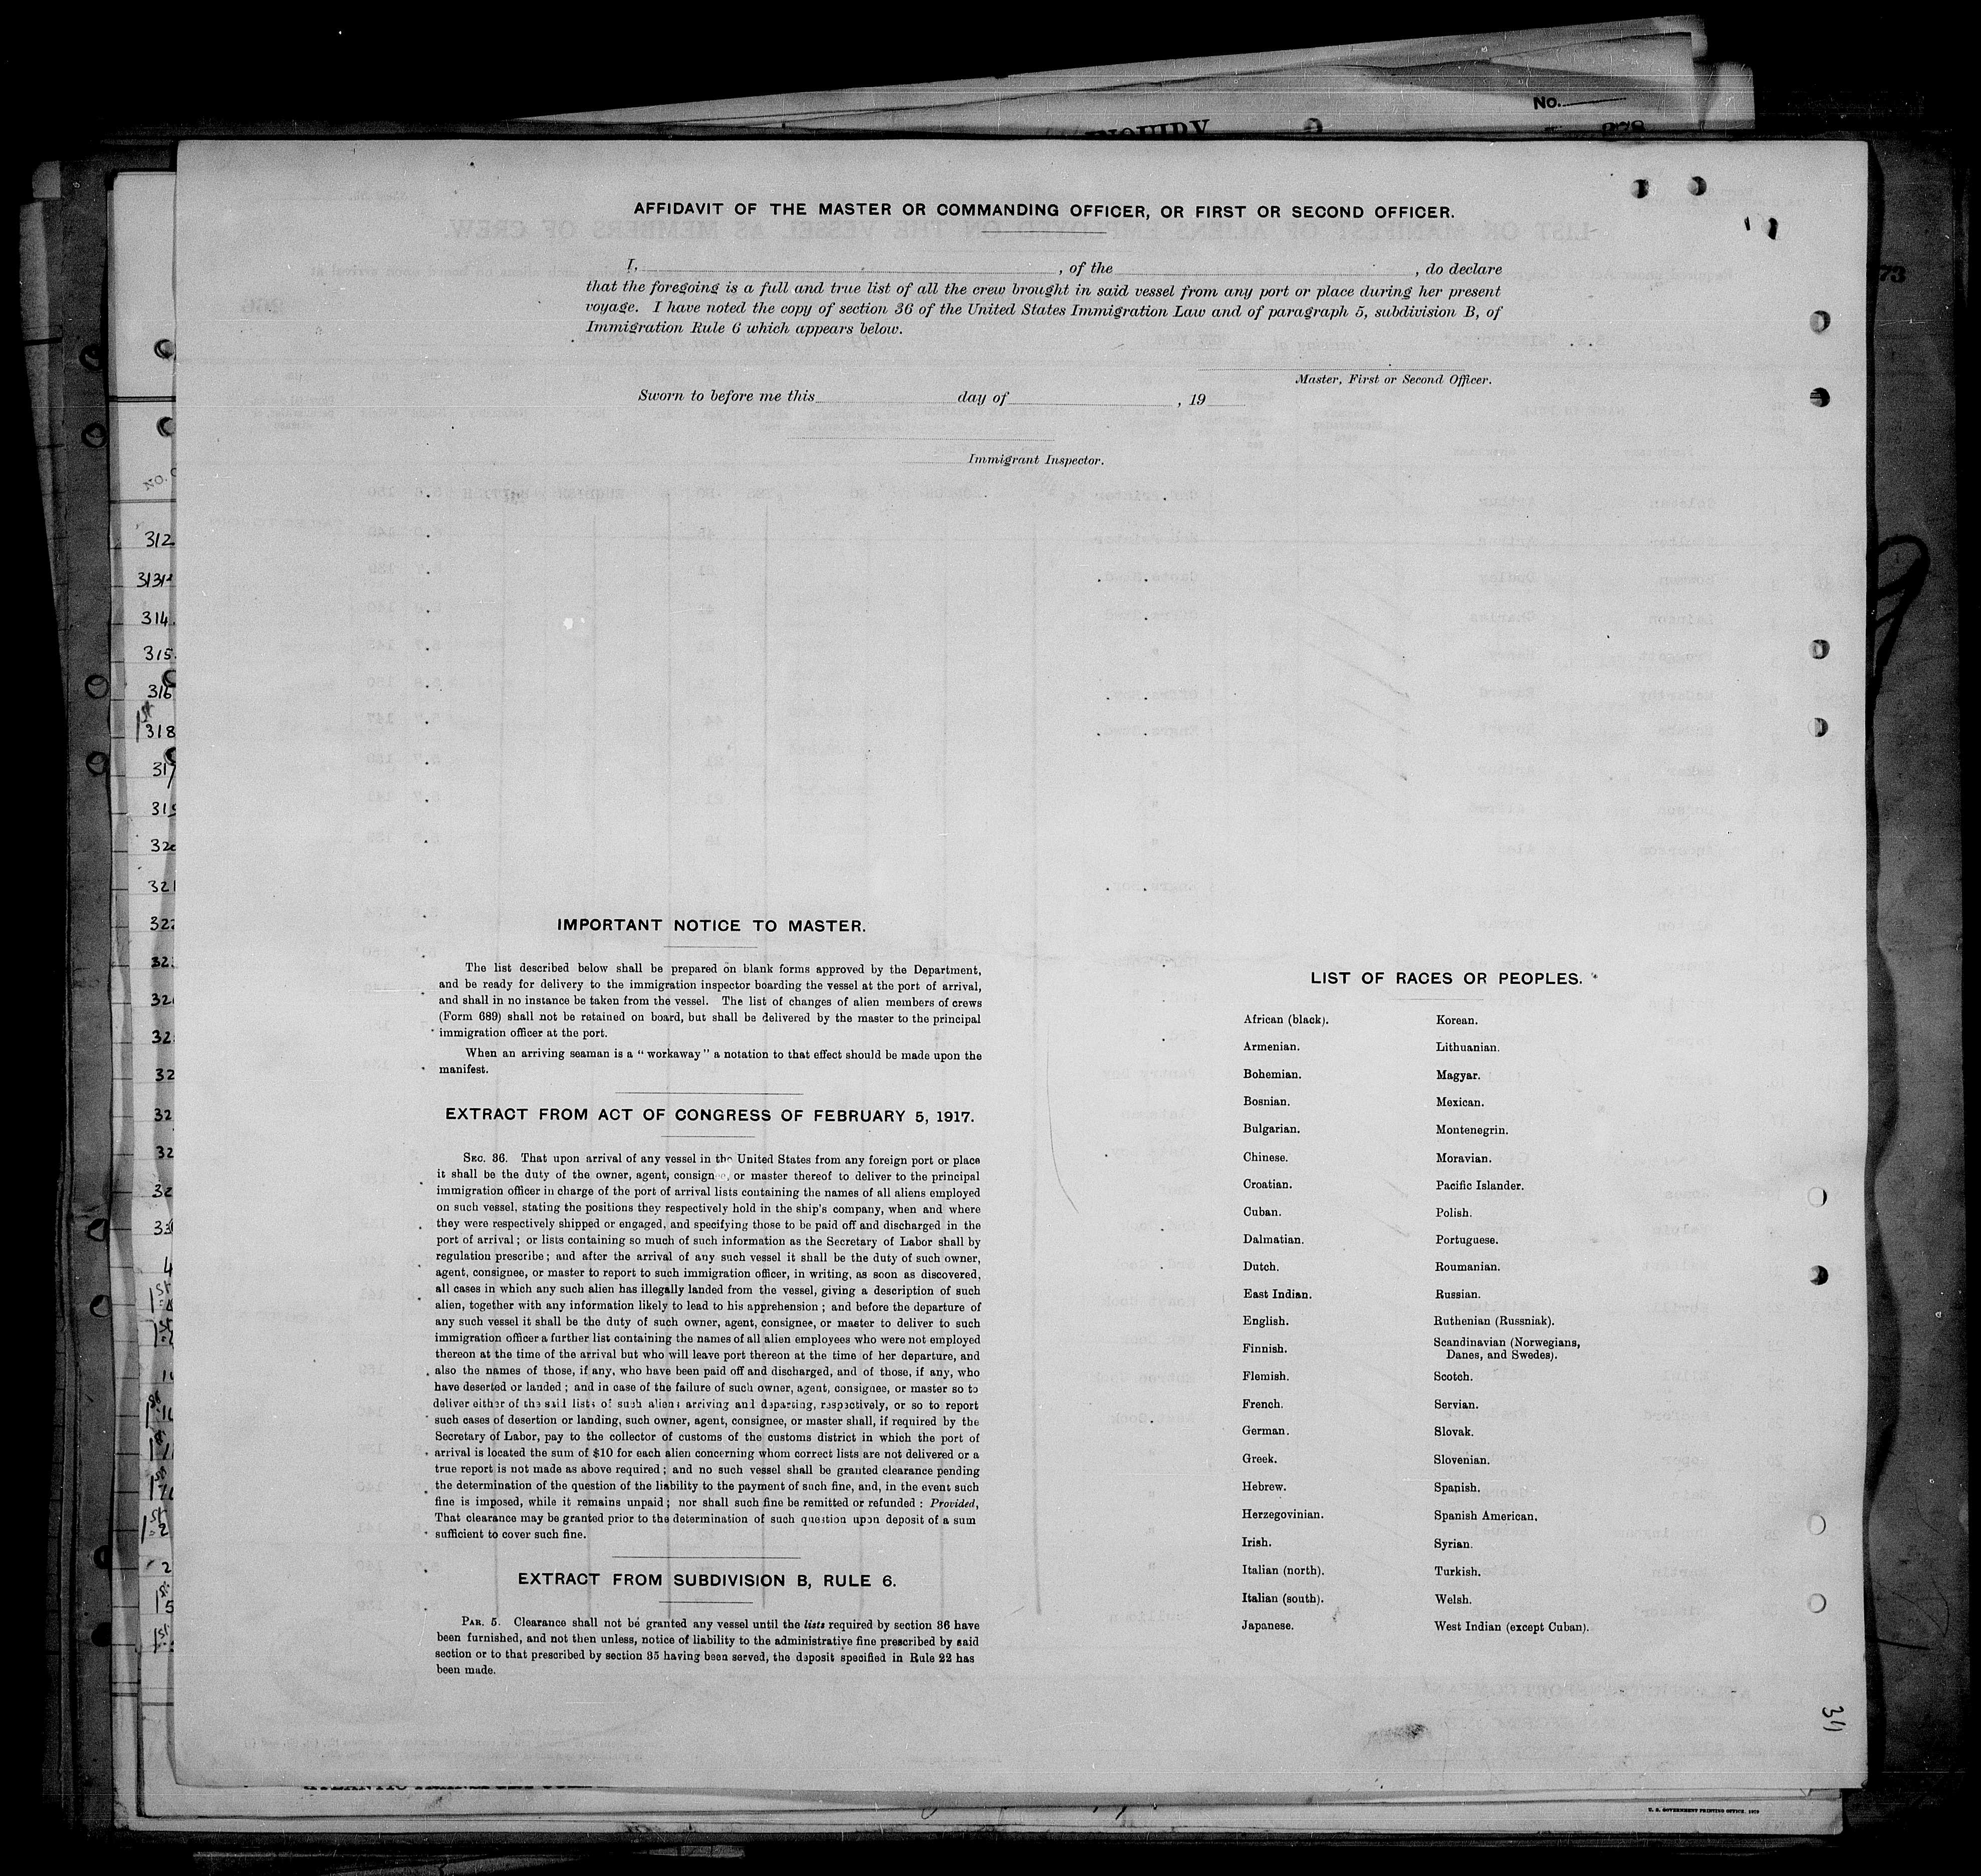 No.
INQUIRY
73
AFFIDAVIT OF THE MASTER OR COMMANDING OFFICER, OR FIRST OR SECOND OFFICER.
I, , of the , do declare
that the foregoing is a full and true list of all the crew brought in said vessel from any port or place during her present
voyage. I have noted the copy of section 36 of the United States Immigration Law and of paragraph 5, subdivision B, of
Immigration Rule 6 which appears below.
Master, First or Second Officer.
Sworn to before me this day of , 19
Immigrant Inspector.
312
314
315
316
318
IMPORTANT NOTICE TO MASTER.
The list described below shall be prepared on blank forms approved by the Department,
and be ready for delivery to the immigration inspector boarding the vessel at the port of arrival,
and shall in no instance be taken from the vessel. The list of changes of alien members of crews
(Form 689) shall not be retained on board, but shall be delivered by the master to the principal
immigration officer at the port.
When an arriving seaman is a "workaway" a notation to that effect should be made upon the
manifest.
EXTRACT FROM ACT OF CONGRESS OF FEBRUARY 5, 1917.
SEC. 36. That upon arrival of any vessel in the United States from any foreign port or place
it shall be the duty of the owner, agent, consignee, or master thereof to deliver to the principal
immigration officer in charge of the port of arrival lists containing the names of all aliens employed
on such vessel, stating the positions they respectively hold in the ship's company, when and where
they were respectively shipped or engaged, and specifying those to be paid off and discharged in the
port of arrival; or lists containing so much of such information as the Secretary of Labor shall by
regulation prescribe; and after the arrival of any such vessel it shall be the duty of such owner,
agent, consignee, or master to report to such immigration officer, in writing, as soon as discovered,
all cases in which any such alien has illegally landed from the vessel, giving a description of such
alien, together with any information likely to lead to his apprehension; and before the departure of
any such vessel it shall be the duty of such owner, agent, consignee, or master to deliver to such
immigration officer a further list containing the names of all alien employees who were not employed
thereon at the time of the arrival but who will leave port thereon at the time of her departure, and
also the names of those, if any, who have been paid off and discharged, and of those, if any, who
have deserted or landed; and in case of the failure of such owner, agent, consignee, or master so to
deliver either of the said lists of such aliens arriving and departing, respectively, or so to report
such cases of desertion or landing, such owner, agent, consignee, or master shall, if required by the
Secretary of Labor, pay to the collector of customs of the customs district in which the port of
arrival is located the sum of $10 for each alien concerning whom correct lists are not delivered or a
true report is not made as above required; and no such vessel shall be granted clearance pending
the determination of the question of the liability to the payment of such fine, and, in the event such
fine is imposed, while it remains unpaid; nor shall such fine be remitted or refunded: Provided,
That clearance may be granted prior to the determination of such question upon deposit of a sum
sufficient to cover such fine.
EXTRACT FROM SUBDIVISION B, RULE 6.
PAR. 5. Clearance shall not be granted any vessel until the lists required by section 36 have
been furnished, and not then unless, notice of liability to the administrative fine prescribed by said
section or to that prescribed by section 35 having been served, the deposit specified in Rule 22 has
been made.
LIST OF RACES OR PEOPLES.
African (black).
Armenian.
Bohemian.
Bosnian.
Bulgarian.
Chinese.
Croatian.
Cuban.
Dalmatian.
Dutch.
East Indian.
English.
Finnish.
Flemish.
French.
German.
Greek.
Hebrew.
Herzegovinian.
Irish.
Italian (north).
Italian (south).
Japanese.
Korean.
Lithuanian.
Magyar.
Mexican.
Montenegrin.
Moravian.
Pacific Islander.
Polish.
Portuguese.
Roumanian.
Russian.
Ruthenian (Russniak).
Scandinavian (Norwegians,
Danes, and Swedes).
Scotch.
Servian.
Slovak.
Slovenian.
Spanish.
Spanish American.
Syrian.
Turkish.
Welsh.
West Indian (except Cuban).
U. S. GOVERNMENT PRINTING OFFICE. 1919